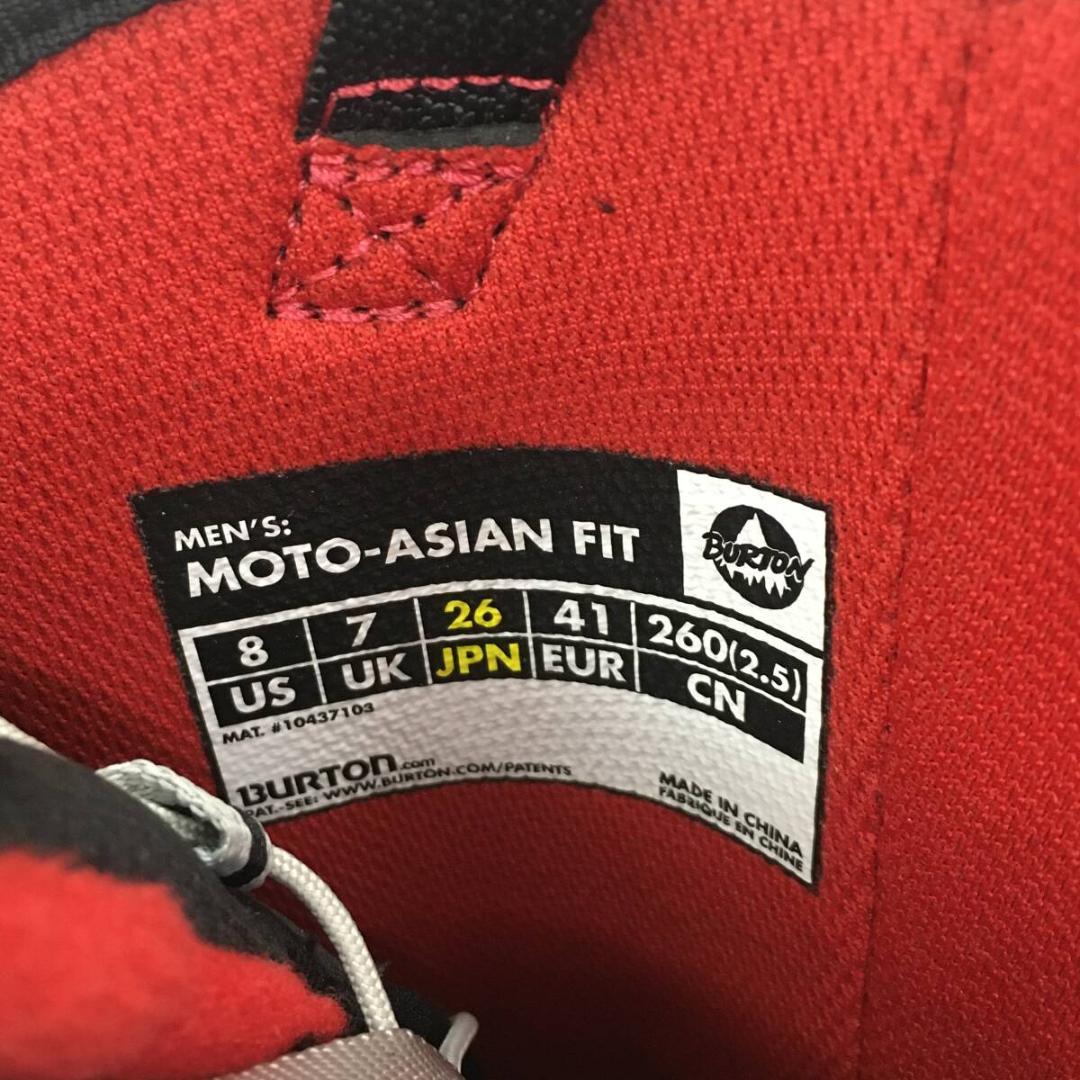 MEN'S:
MOTO-ASIAN FIT
BURTON
8 7 26 41 260(2.5)
US UK JPN EUR CN
MAT. #10437103
BURTON.com
PAT.-SEE: WWW.BURTON.COM/PATENTS
MADE IN CHINA
FABRIQUE EN CHINE